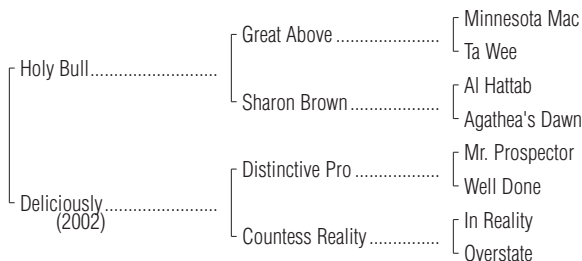 Minnesota Mac
Great Above
Ta Wee
Holy Bull
Al Hattab
Sharon Brown
Agathea's Dawn
Mr. Prospector
Distinctive Pro
Well Done
Deliciously
(2002)
In Reality
Countess Reality
Overstate